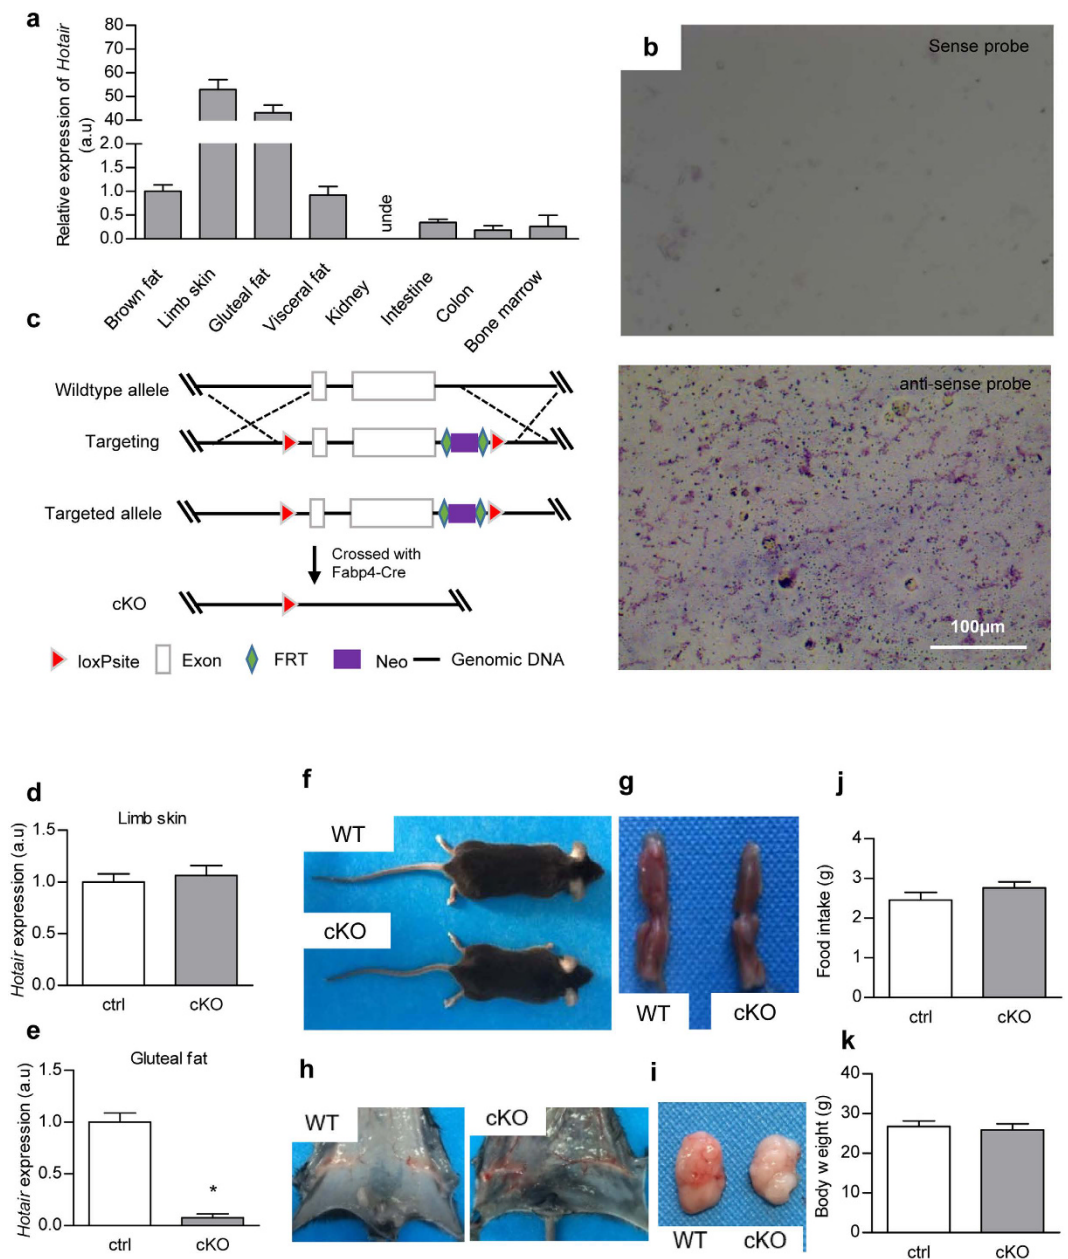 a
Relative expression of Hotair
(a.u)
80
70
60
50
40
2.0
1.5
1.0
0.5
0.0
unde
Brown fat
Limb skin
Gluteal fat
Visceral fat
Kidney
Intestine
Colon
Bone marrow
b
Sense probe
anti-sense probe
100µm
c
Wildtype allele
Targeting
Targeted allele
Crossed with
Fabp4-Cre
cKO
loxPsite
Exon
FRT
Neo
Genomic DNA
d
Limb skin
Hotair expression (a.u)
1.5
1.0
0.5
0.0
ctrl
cKO
e
Gluteal fat
Hotair expression (a.u)
1.5
1.0
0.5
0.0
*
ctrl
cKO
f
WT
cKO
g
WT
cKO
h
WT
cKO
i
WT
cKO
j
Food intake (g)
4
3
2
1
0
ctrl
cKO
k
Body weight (g)
40
30
20
10
0
ctrl
cKO